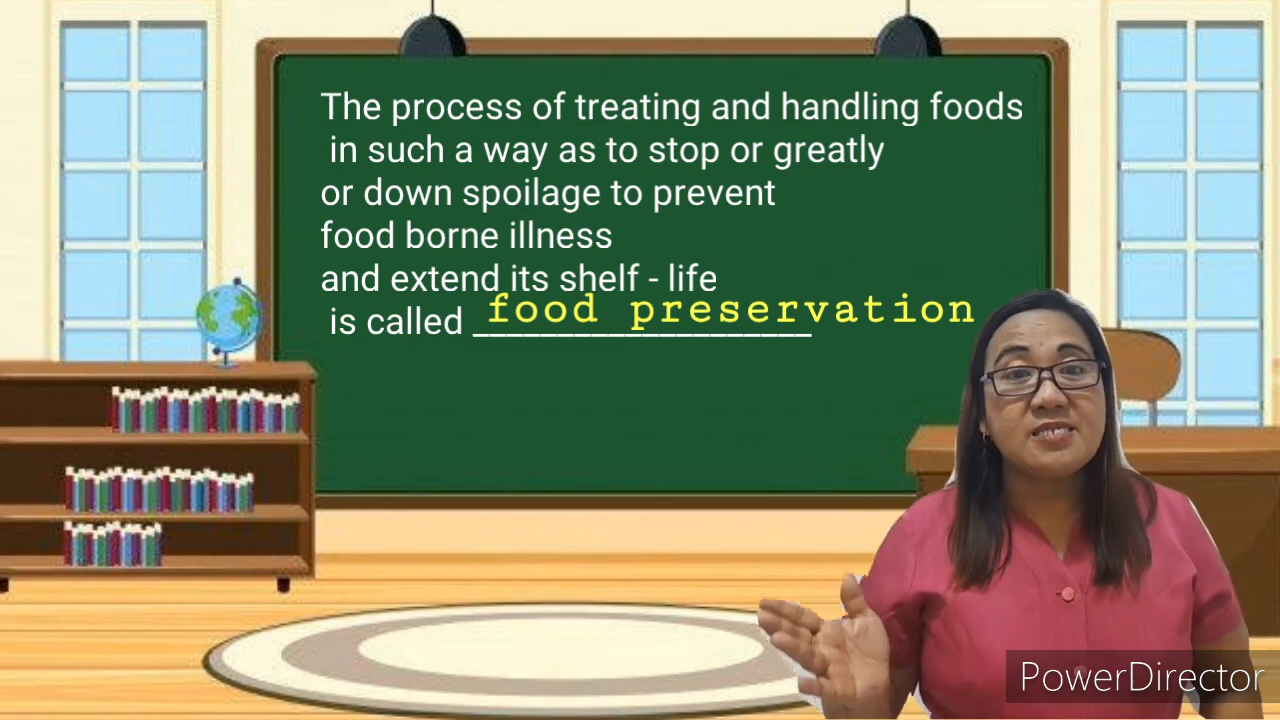 The process of treating and handling foods
in such a way as to stop or greatly
or down spoilage to prevent
food borne illness
and extend its shelf - life
is called ____________________
food preservation
PowerDirector